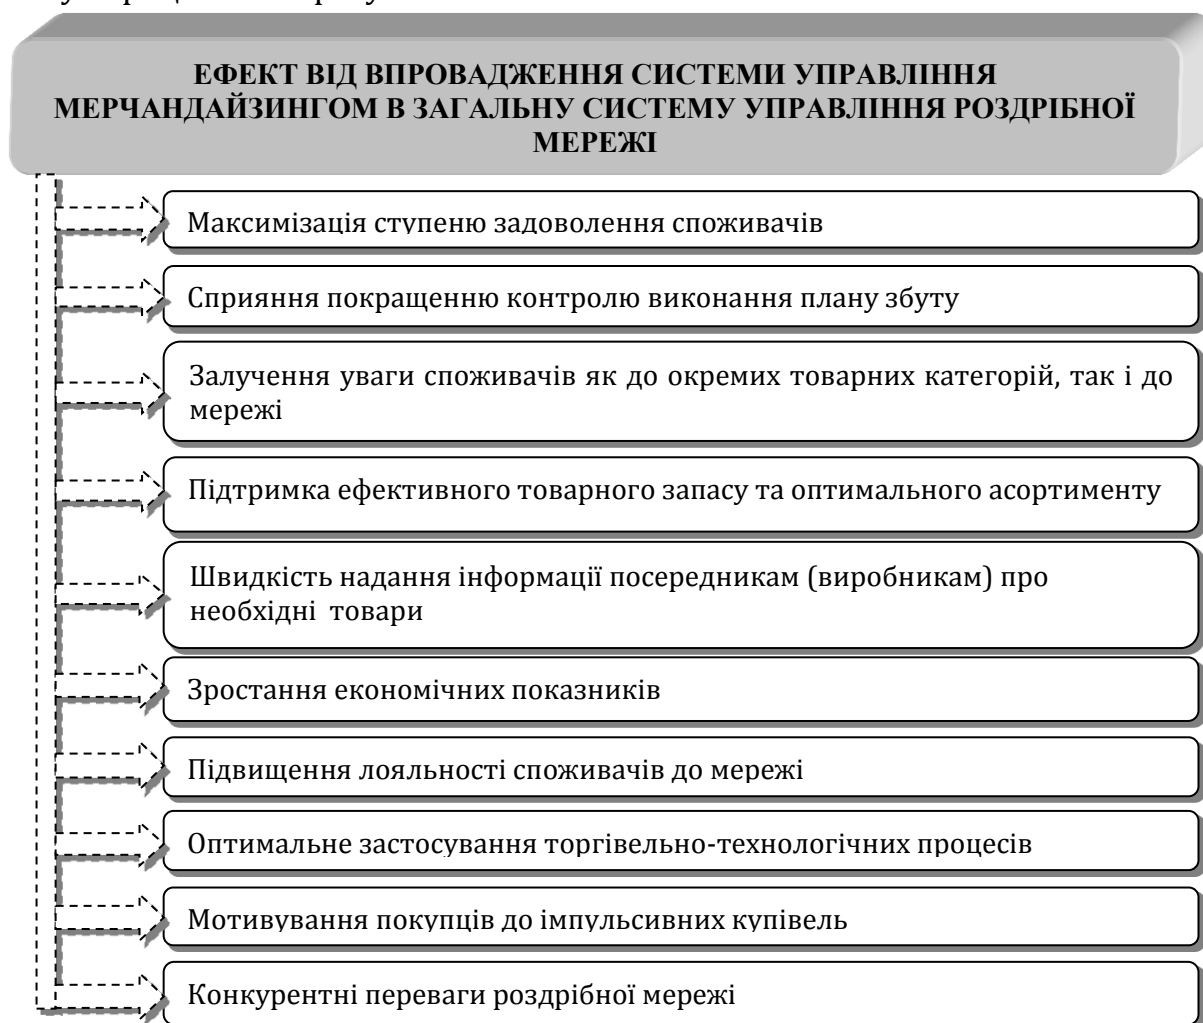 ЕФЕКТ ВІД ВПРОВАДЖЕННЯ СИСТЕМИ УПРАВЛІННЯ
МЕРЧАНДАЙЗИНГОМ В ЗАГАЛЬНУ СИСТЕМУ УПРАВЛІННЯ РОЗДРІБНОЇ
МЕРЕЖІ
Максимізація ступеню задоволення споживачів
Сприяння покращенню контролю виконання плану збуту
Залучення уваги споживачів як до окремих товарних категорій, так і до
мережі
Підтримка ефективного товарного запасу та оптимального асортименту
Швидкість надання інформації посередникам (виробникам) про
необхідні товари
Зростання економічних показників
Підвищення лояльності споживачів до мережі
Оптимальне застосування торгівельно-технологічних процесів
Мотивування покупців до імпульсивних купівель
Конкурентні переваги роздрібної мережі